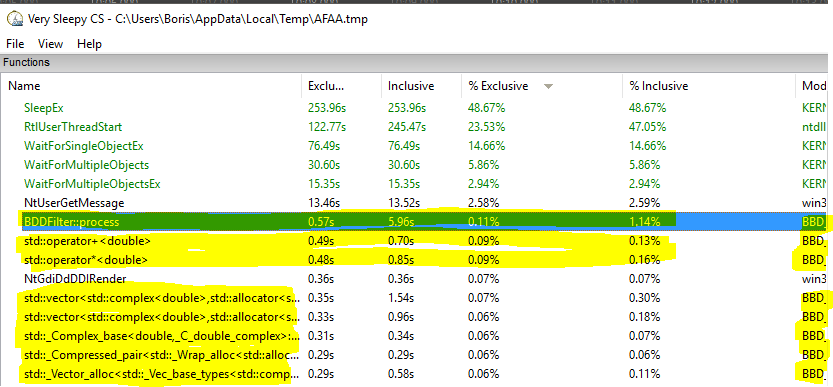 Very Sleepy CS - C:\Users\Boris\AppData\Local\Temp\AFAA.tmp
File View Help
Functions
Name Exclu... Inclusive % Exclusive % Inclusive Mod
SleepEx 253.96s 253.96s 48.67% 48.67% KERN
RtlUserThreadStart 122.77s 245.47s 23.53% 47.05% ntdll
WaitForSingleObjectEx 76.49s 76.49s 14.66% 14.66% KERN
WaitForMultipleObjects 30.60s 30.60s 5.86% 5.86% KERN
WaitForMultipleObjectsEx 15.35s 15.35s 2.94% 2.94% KERN
NtUserGetMessage 13.46s 13.52s 2.58% 2.59% win3
BDDFilter::process 0.57s 5.96s 0.11% 1.14% BBD_
std::operator+<double> 0.49s 0.70s 0.09% 0.13% BBD_
std::operator*<double> 0.48s 0.85s 0.09% 0.16% BBD_
NtGdiDdDDIRender 0.36s 0.36s 0.07% 0.07% win3
std::vector<std::complex<double>,std::allocator<s... 0.35s 1.54s 0.07% 0.30% BBD_
std::vector<std::complex<double>,std::allocator<s... 0.33s 0.96s 0.06% 0.18% BBD_
std::_Complex_base<double,_C_double_complex>:... 0.31s 0.34s 0.06% 0.07% BBD_
std::_Compressed_pair<std::_Wrap_alloc<std::alloc... 0.29s 0.29s 0.06% 0.06% BBD_
std::_Vector_alloc<std::_Vec_base_types<std::comp... 0.29s 0.58s 0.06% 0.11% BBD_